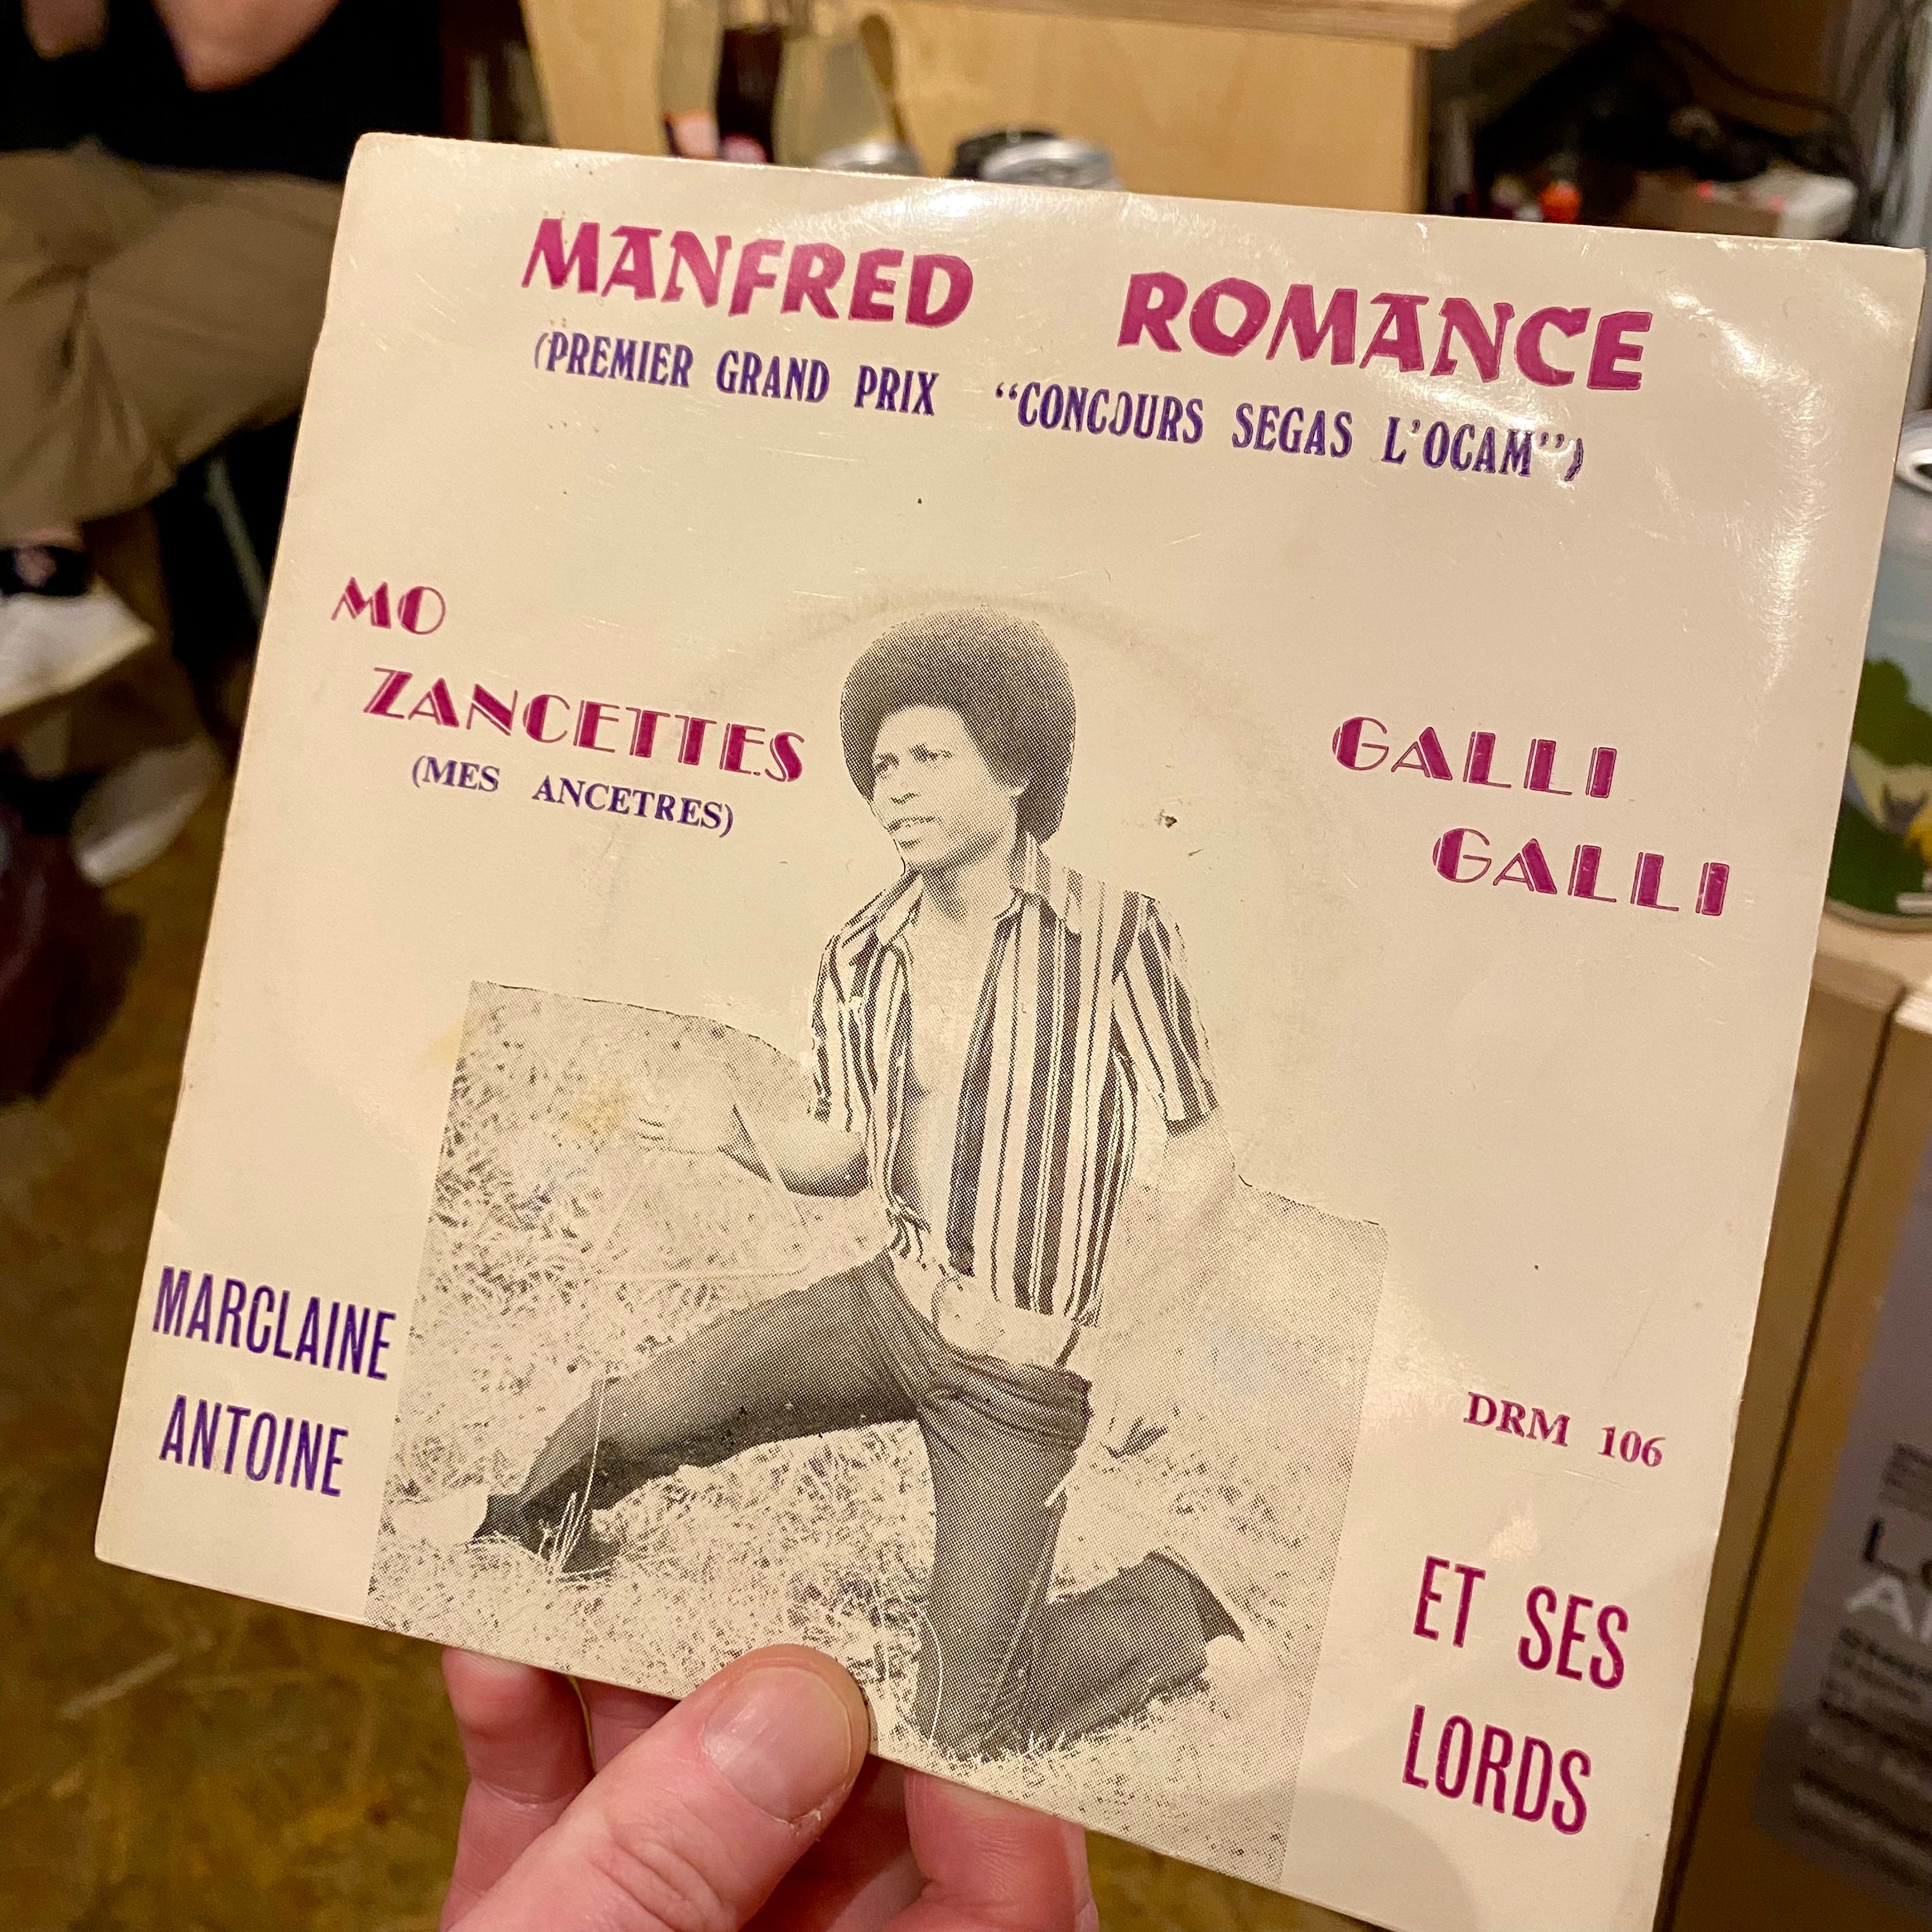 MANFRED ROMANCE
(PREMIER GRAND PRIX “CONCOURS SEGAS L’OCAM”)
MO
ZANCETTES
(MES ANCETRES)
GALLI
GALLI
MARCLAINE
ANTOINE
DRM 106
ET SES
LORDS